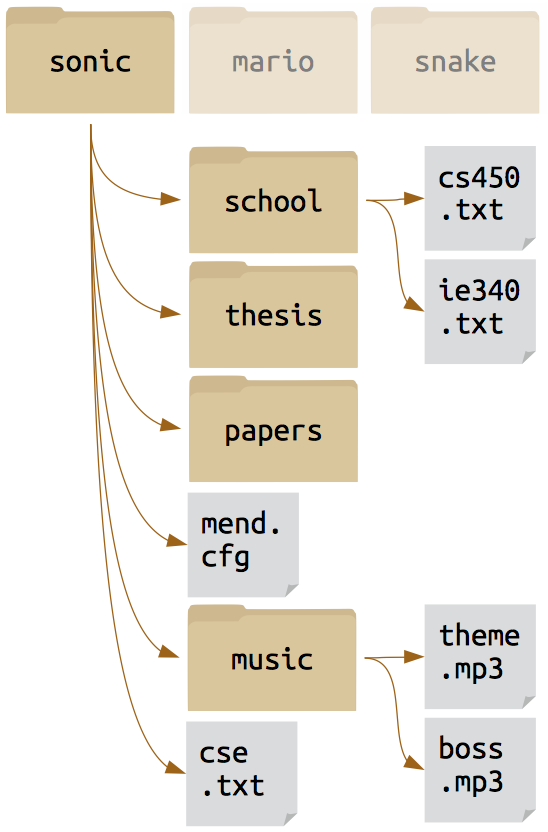 sonic
mario
snake
school
cs450
.txt
ie340
.txt
thesis
papers
mend.
cfg
music
theme
.mp3
boss
.mp3
cse
.txt